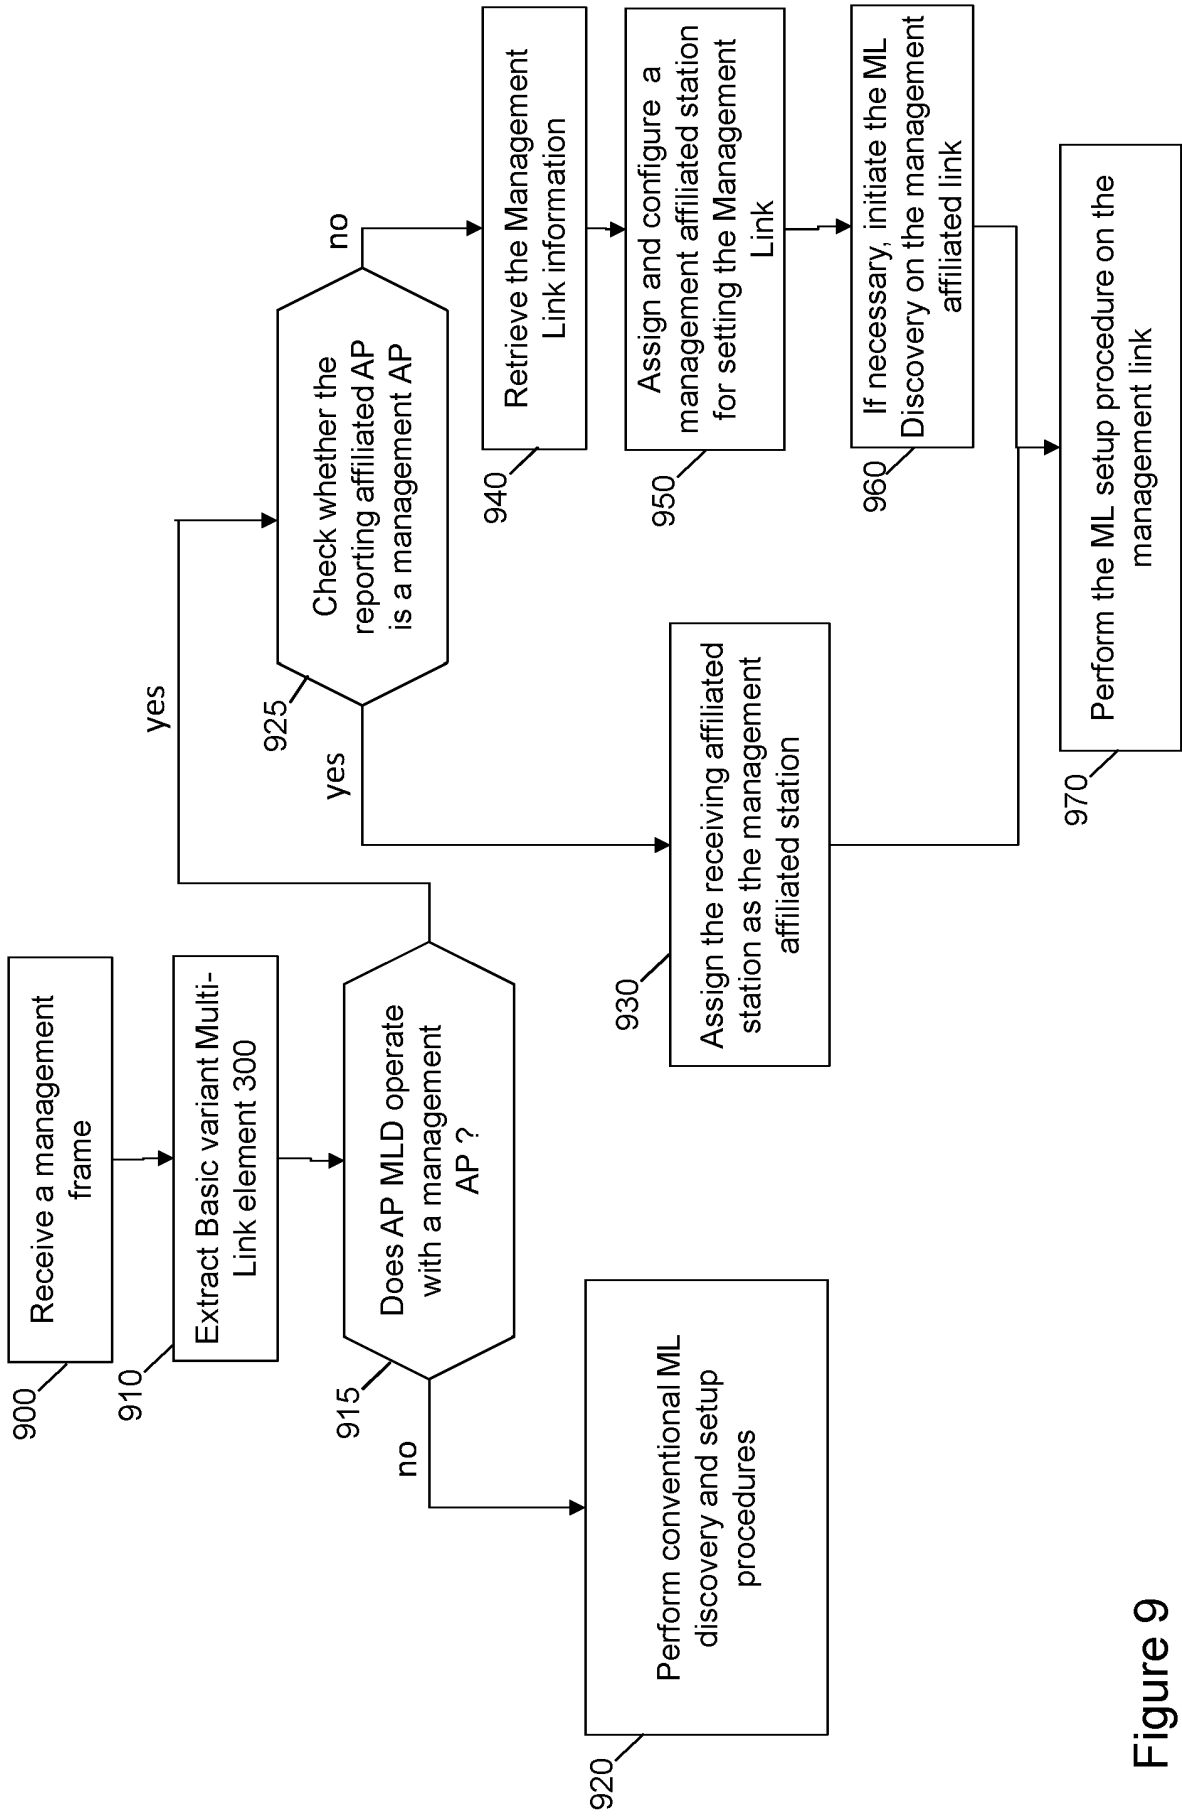 Receive a management
frame
900
Extract Basic variant Multi-
Link element 300
910
Does AP MLD operate
with a management
AP ?
915
no
yes
Perform conventional ML
discovery and setup
procedures
920
Check whether the
reporting affiliated AP
is a management AP
925
yes
no
Assign the receiving affiliated
station as the management
affiliated station
930
Retrieve the Management
Link information
940
Assign and configure a
management affiliated station
for setting the Management
Link
950
If necessary, initiate the ML
Discovery on the management
affiliated link
960
Perform the ML setup procedure on the
management link
970
Figure 9